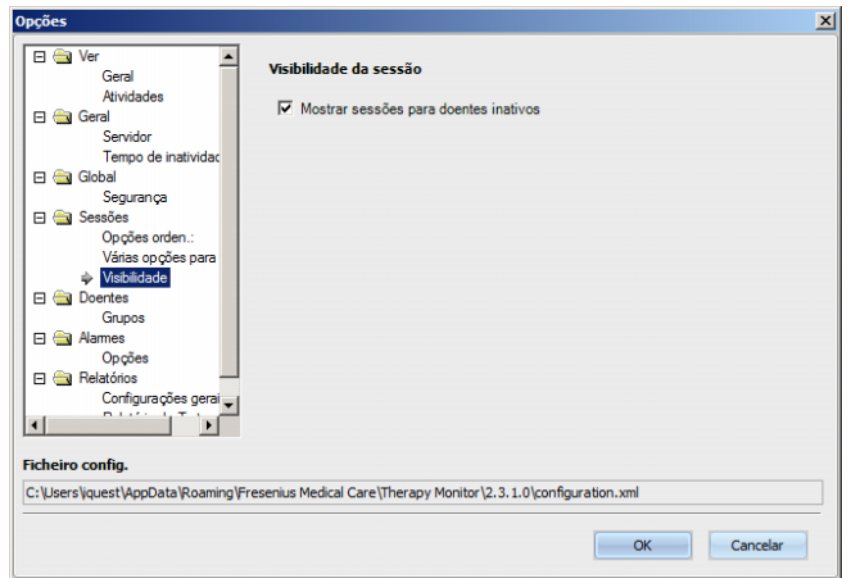 Opções
Ver
Geral
Atividades
Geral
Servidor
Tempo de inatividad
Global
Segurança
Sessões
Opções orden.:
Várias opções para
Visibilidade
Doentes
Grupos
Alarmes
Opções
Relatórios
Configurações gerai
Visibilidade da sessão
Mostrar sessões para doentes inativos
Ficheiro config.
C:\Users\iquest\AppData\Roaming\Fresenius Medical Care\Therapy Monitor\2.3.1.0\configuration.xml
OK
Cancelar